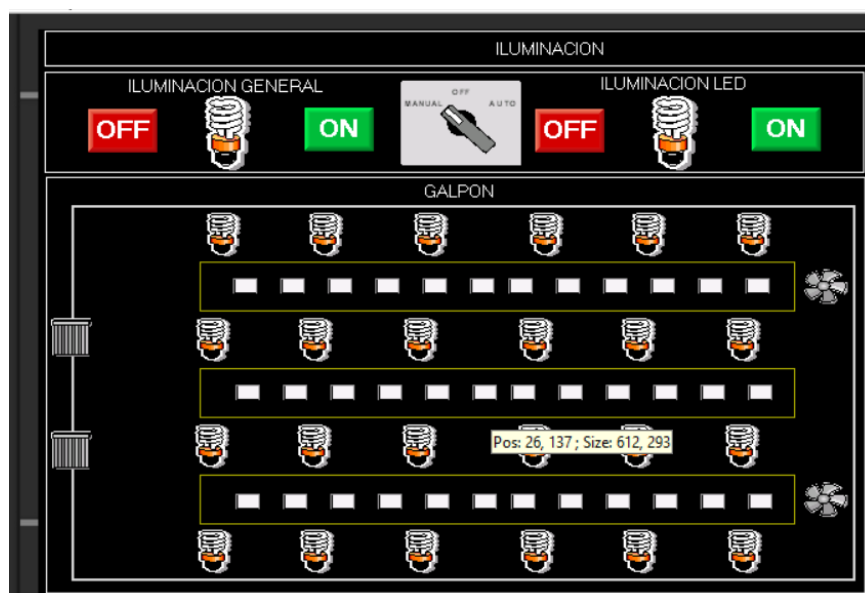 ILUMINACION
ILUMINACION GENERAL
ILUMINACION LED
OFF
MANUAL
AUTO
OFF
ON
OFF
ON
GALPON
Pos: 26, 137 ; Size: 612, 293